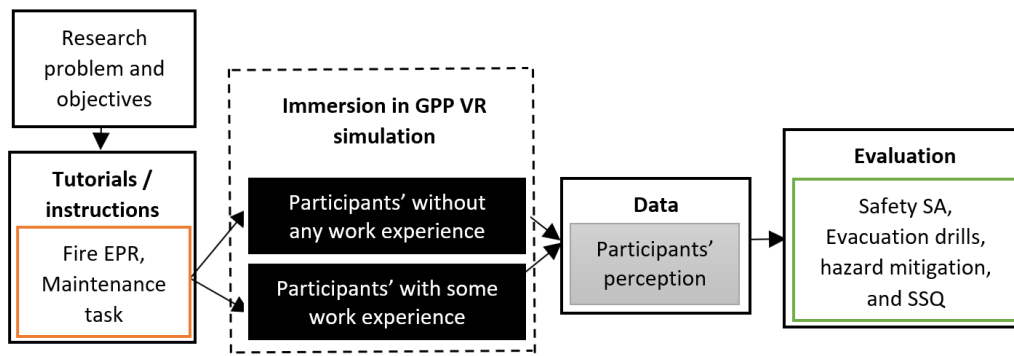 Research
problem and
objectives
Tutorials /
instructions
Fire EPR,
Maintenance
task
Immersion in GPP VR
simulation
Participants’ without
any work experience
Participants’ with some
work experience
Data
Participants’
perception
Evaluation
Safety SA,
Evacuation drills,
hazard mitigation,
and SSQ